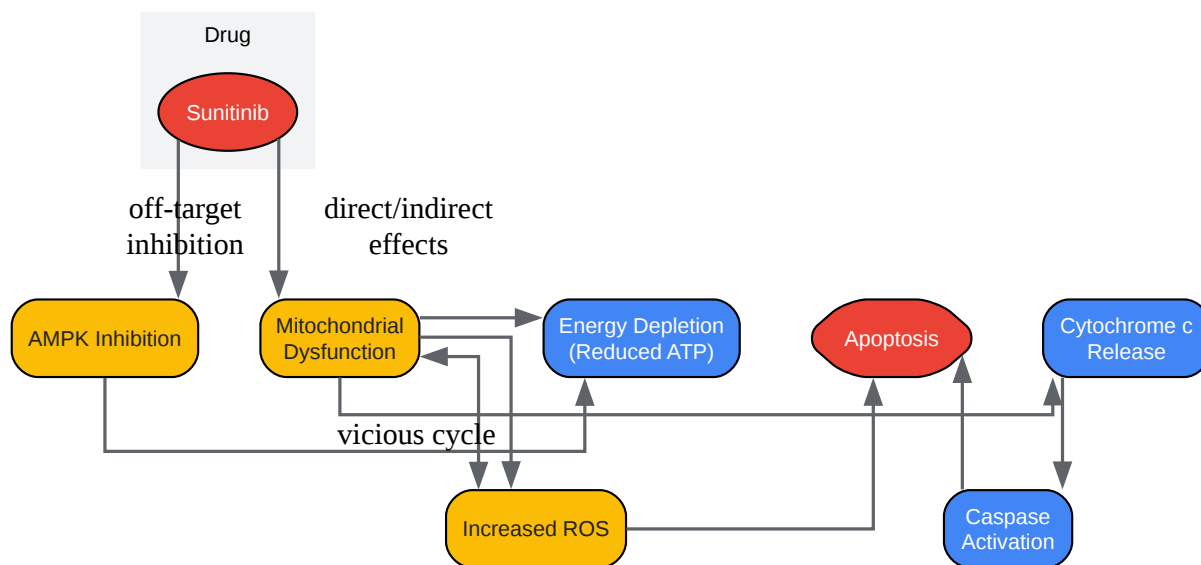 Drug
Sunitinib
off-target
inhibition
direct/indirect
effects
AMPK Inhibition
Mitochondrial
Dysfunction
Energy Depletion
(Reduced ATP)
Apoptosis
Cytochrome c
Release
vicious cycle
Increased ROS
Caspase
Activation